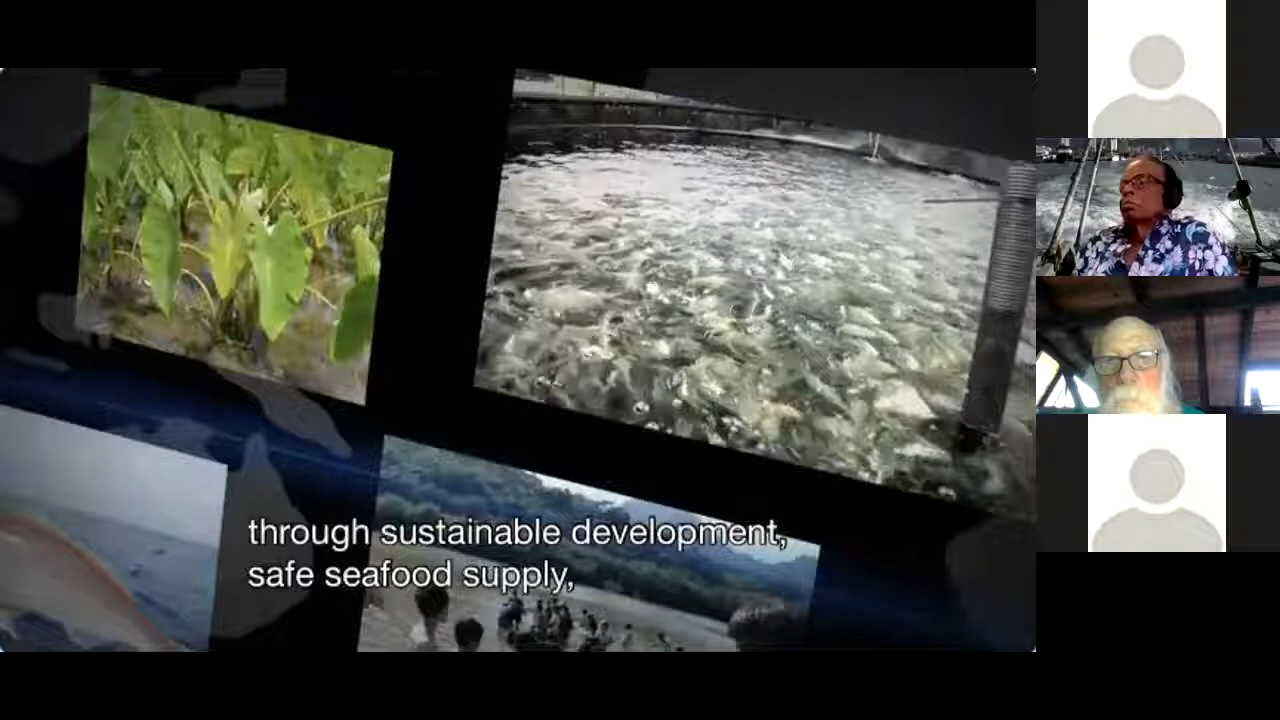 through sustainable development,
safe seafood supply,